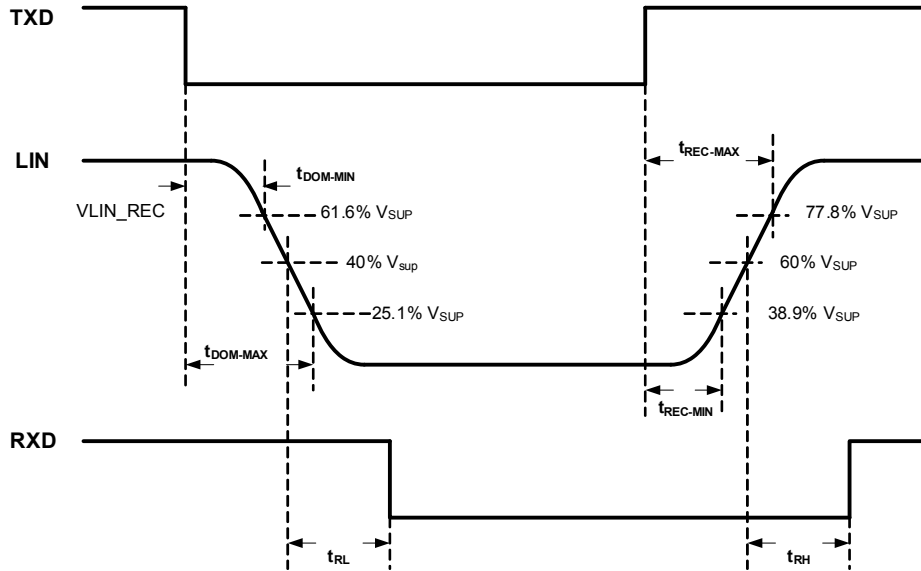 TXD
LIN
tREC-MAX
tDOM-MIN
VLIN_REC
61.6% VSUP
77.8% VSUP
40% Vsup
60% VSUP
25.1% VSUP
38.9% VSUP
tDOM-MAX
tREC-MIN
RXD
tRL
tRH